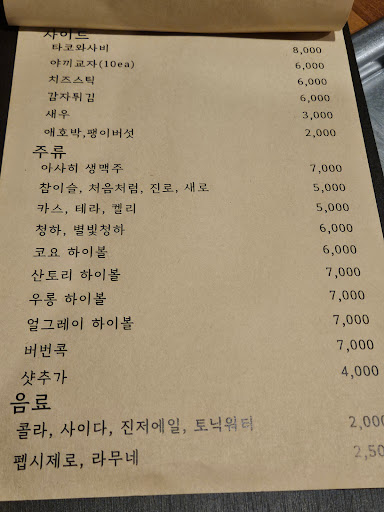 사이드
타코와사비 8,000
야끼교자(10ea) 6,000
치즈스틱 6,000
감자튀김 6,000
새우 3,000
애호박,팽이버섯 2,000
주류
아사히 생맥주 7,000
참이슬, 처음처럼, 진로, 새로 5,000
카스, 테라, 켈리 5,000
청하, 별빛청하 6,000
코요 하이볼 6,000
산토리 하이볼 7,000
우롱 하이볼 7,000
얼그레이 하이볼 7,000
버번콕 7,000
샷추가 4,000
음료
콜라, 사이다, 진저에일, 토닉워터 2,000
펩시제로, 라무네 2,50